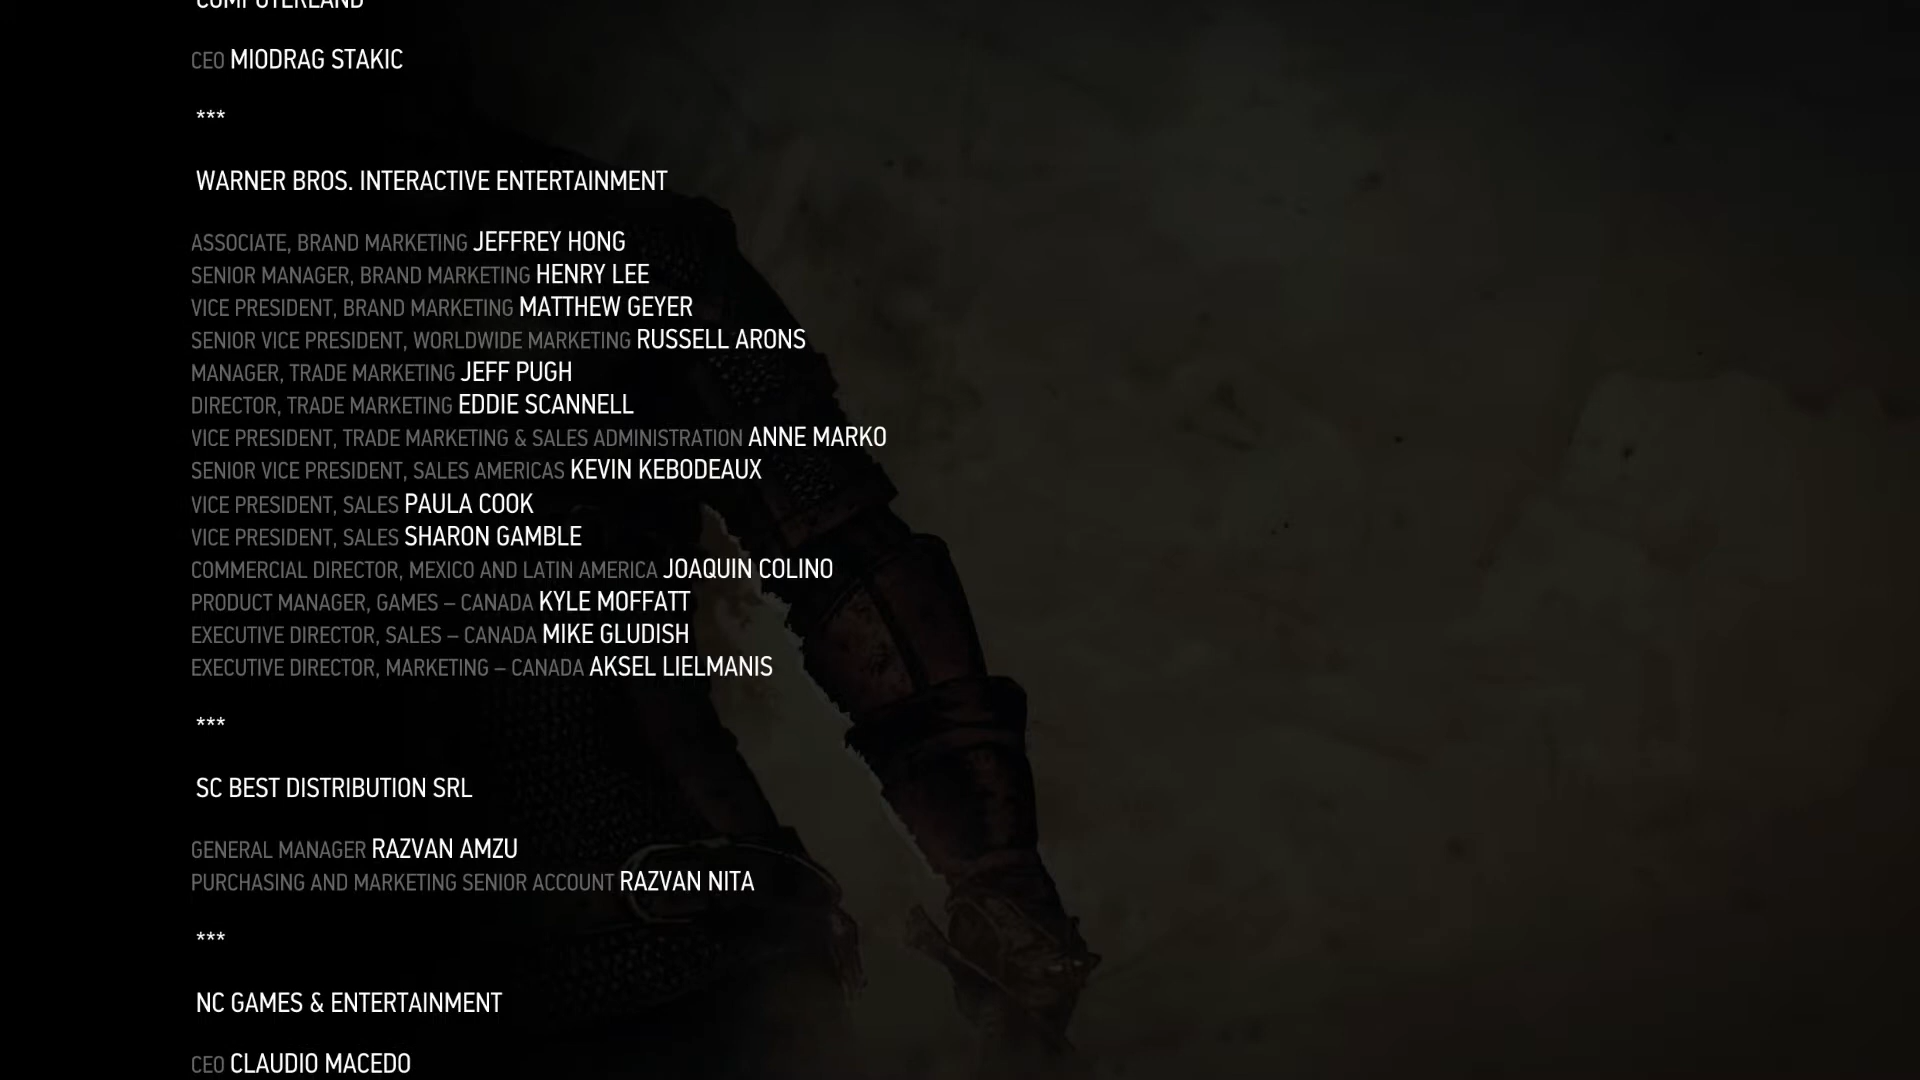 COMPUTERLAND
CEO MIODRAG STAKIC
***
WARNER BROS. INTERACTIVE ENTERTAINMENT
ASSOCIATE, BRAND MARKETING JEFFREY HONG
SENIOR MANAGER, BRAND MARKETING HENRY LEE
VICE PRESIDENT, BRAND MARKETING MATTHEW GEYER
SENIOR VICE PRESIDENT, WORLDWIDE MARKETING RUSSELL ARONS
MANAGER, TRADE MARKETING JEFF PUGH
DIRECTOR, TRADE MARKETING EDDIE SCANNELL
VICE PRESIDENT, TRADE MARKETING & SALES ADMINISTRATION ANNE MARKO
SENIOR VICE PRESIDENT, SALES AMERICAS KEVIN KEBODEAUX
VICE PRESIDENT, SALES PAULA COOK
VICE PRESIDENT, SALES SHARON GAMBLE
COMMERCIAL DIRECTOR, MEXICO AND LATIN AMERICA JOAQUIN COLINO
PRODUCT MANAGER, GAMES – CANADA KYLE MOFFATT
EXECUTIVE DIRECTOR, SALES – CANADA MIKE GLUDISH
EXECUTIVE DIRECTOR, MARKETING – CANADA AKSEL LIELMANIS
***
SC BEST DISTRIBUTION SRL
GENERAL MANAGER RAZVAN AMZU
PURCHASING AND MARKETING SENIOR ACCOUNT RAZVAN NITA
***
NC GAMES & ENTERTAINMENT
CEO CLAUDIO MACEDO